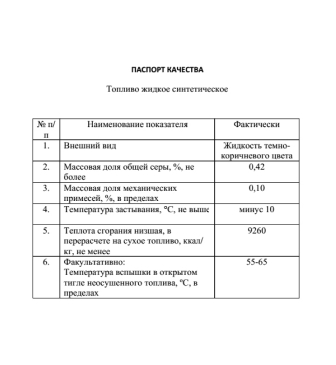 ПАСПОРТ КАЧЕСТВА
Топливо жидкое синтетическое
№ п/п Наименование показателя Фактически
1. Внешний вид Жидкость темно-
коричневого цвета
2. Массовая доля общей серы, %, не 0,42
более
3. Массовая доля механических 0,10
примесей, %, в пределах
4. Температура застывания, ºС, не выше минус 10
5. Теплота сгорания низшая, в 9260
перерасчете на сухое топливо, ккал/
кг, не менее
6. Факультативно: 55-65
Температура вспышки в открытом
тигле неосушенного топлива, ºС, в
пределах